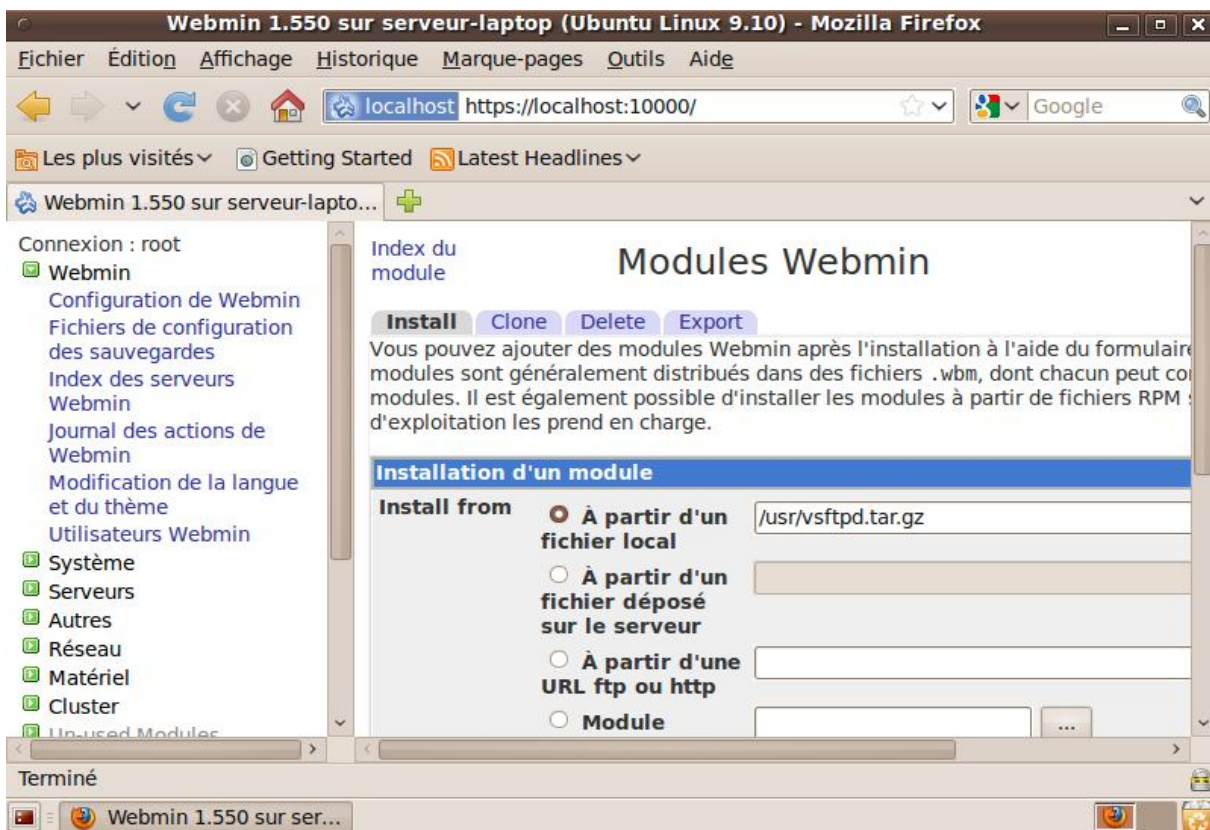 Webmin 1.550 sur serveur-laptop (Ubuntu Linux 9.10) - Mozilla Firefox
Fichier Édition Affichage Historique Marque-pages Outils Aide
localhost https://localhost:10000/
Google
Les plus visités Getting Started Latest Headlines
Webmin 1.550 sur serveur-lapto...
Connexion : root
Webmin
Configuration de Webmin
Fichiers de configuration
des sauvegardes
Index des serveurs
Webmin
Journal des actions de
Webmin
Modification de la langue
et du thème
Utilisateurs Webmin
Système
Serveurs
Autres
Réseau
Matériel
Cluster
Un-used Modules
Index du
module
Modules Webmin
Install Clone Delete Export
Vous pouvez ajouter des modules Webmin après l'installation à l'aide du formulaire
modules sont généralement distribués dans des fichiers .wbm, dont chacun peut
modules. Il est également possible d'installer les modules à partir de fichiers RPM
d'exploitation les prend en charge.
Installation d'un module
Install from
À partir d'un
fichier local
/usr/vsftpd.tar.gz
À partir d'un
fichier déposé
sur le serveur
À partir d'une
URL ftp ou http
Module
...
Terminé
Webmin 1.550 sur ser...